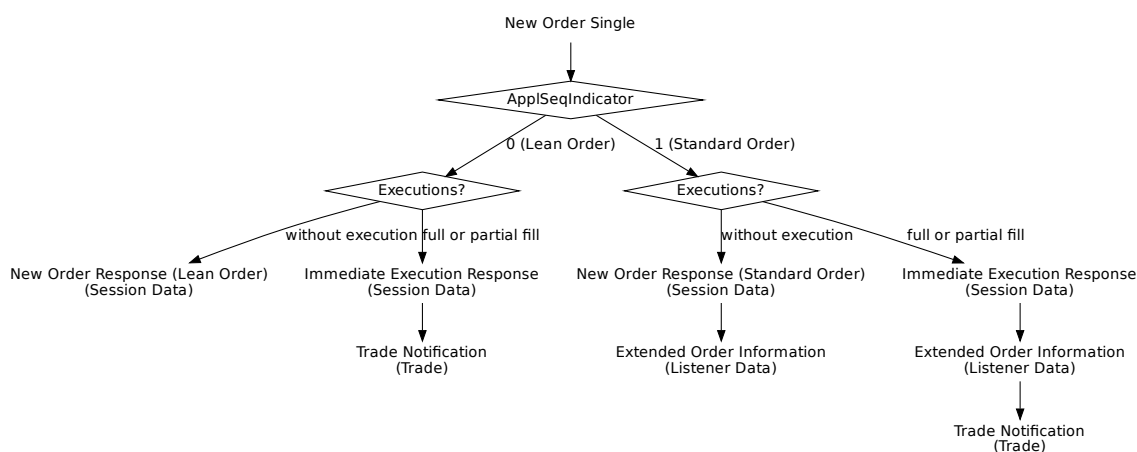 New Order Single
ApplSeqIndicator
0 (Lean Order)
1 (Standard Order)
Executions?
Executions?
without execution
full or partial fill
without execution
full or partial fill
New Order Response (Lean Order)
(Session Data)
Immediate Execution Response
(Session Data)
New Order Response (Standard Order)
(Session Data)
Immediate Execution Response
(Session Data)
Trade Notification
(Trade)
Extended Order Information
(Listener Data)
Extended Order Information
(Listener Data)
Trade Notification
(Trade)